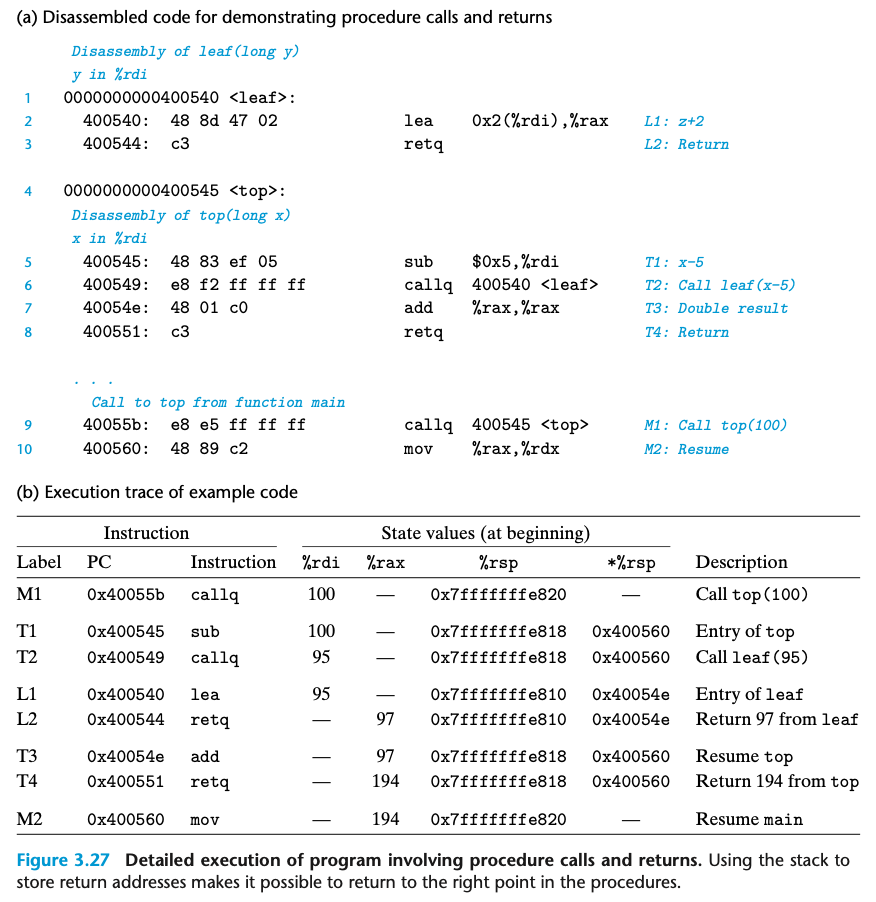 (a) Disassembled code for demonstrating procedure calls and returns
Disassembly of leaf(long y)
y in %rdi
1 0000000000400540 <leaf>:
2 400540: 48 8d 47 02 lea 0x2(%rdi),%rax L1: z+2
3 400544: c3 retq L2: Return
4 0000000000400545 <top>:
Disassembly of top(long x)
x in %rdi
5 400545: 48 83 ef 05 sub $0x5,%rdi T1: x-5
6 400549: e8 f2 ff ff ff callq 400540 <leaf> T2: Call leaf(x-5)
7 40054e: 48 01 c0 add %rax,%rax T3: Double result
8 400551: c3 retq T4: Return
. . .
Call to top from function main
9 40055b: e8 e5 ff ff ff callq 400545 <top> M1: Call top(100)
10 400560: 48 89 c2 mov %rax,%rdx M2: Resume
(b) Execution trace of example code
Instruction State values (at beginning)
Label PC Instruction %rdi %rax %rsp *%rsp Description
M1 0x40055b callq 100 — 0x7fffffffe820 — Call top(100)
T1 0x400545 sub 100 — 0x7fffffffe818 0x400560 Entry of top
T2 0x400549 callq 95 — 0x7fffffffe818 0x400560 Call leaf(95)
L1 0x400540 lea 95 — 0x7fffffffe810 0x40054e Entry of leaf
L2 0x400544 retq — 97 0x7fffffffe810 0x40054e Return 97 from leaf
T3 0x40054e add — 97 0x7fffffffe818 0x400560 Resume top
T4 0x400551 retq — 194 0x7fffffffe818 0x400560 Return 194 from top
M2 0x400560 mov — 194 0x7fffffffe820 — Resume main
Figure 3.27 Detailed execution of program involving procedure calls and returns. Using the stack to
store return addresses makes it possible to return to the right point in the procedures.